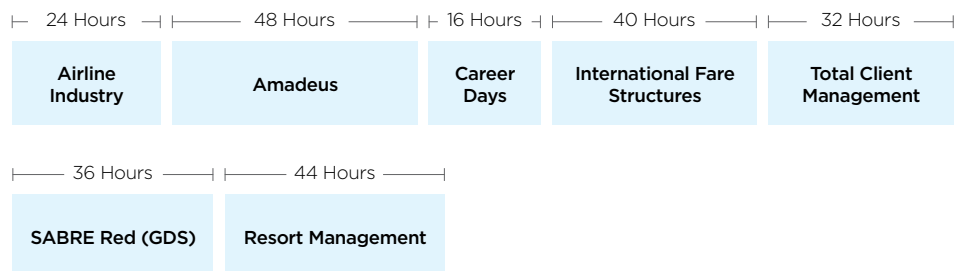 24 Hours 48 Hours 16 Hours 40 Hours 32 Hours
Airline
Industry
Amadeus
Career
Days
International Fare
Structures
Total Client
Management
36 Hours 44 Hours
SABRE Red (GDS)
Resort Management